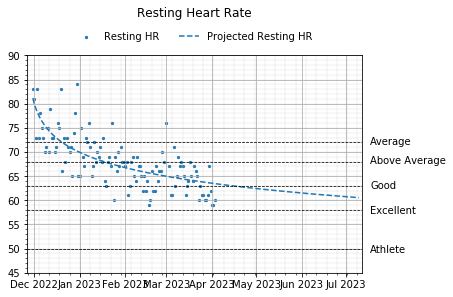 Resting Heart Rate
Resting HR
Projected Resting HR
90
85
80
75
70
65
60
55
50
45
Average
Above Average
Good
Excellent
Athlete
Dec 2022 Jan 2023 Feb 2023 Mar 2023 Apr 2023 May 2023 Jun 2023 Jul 2023